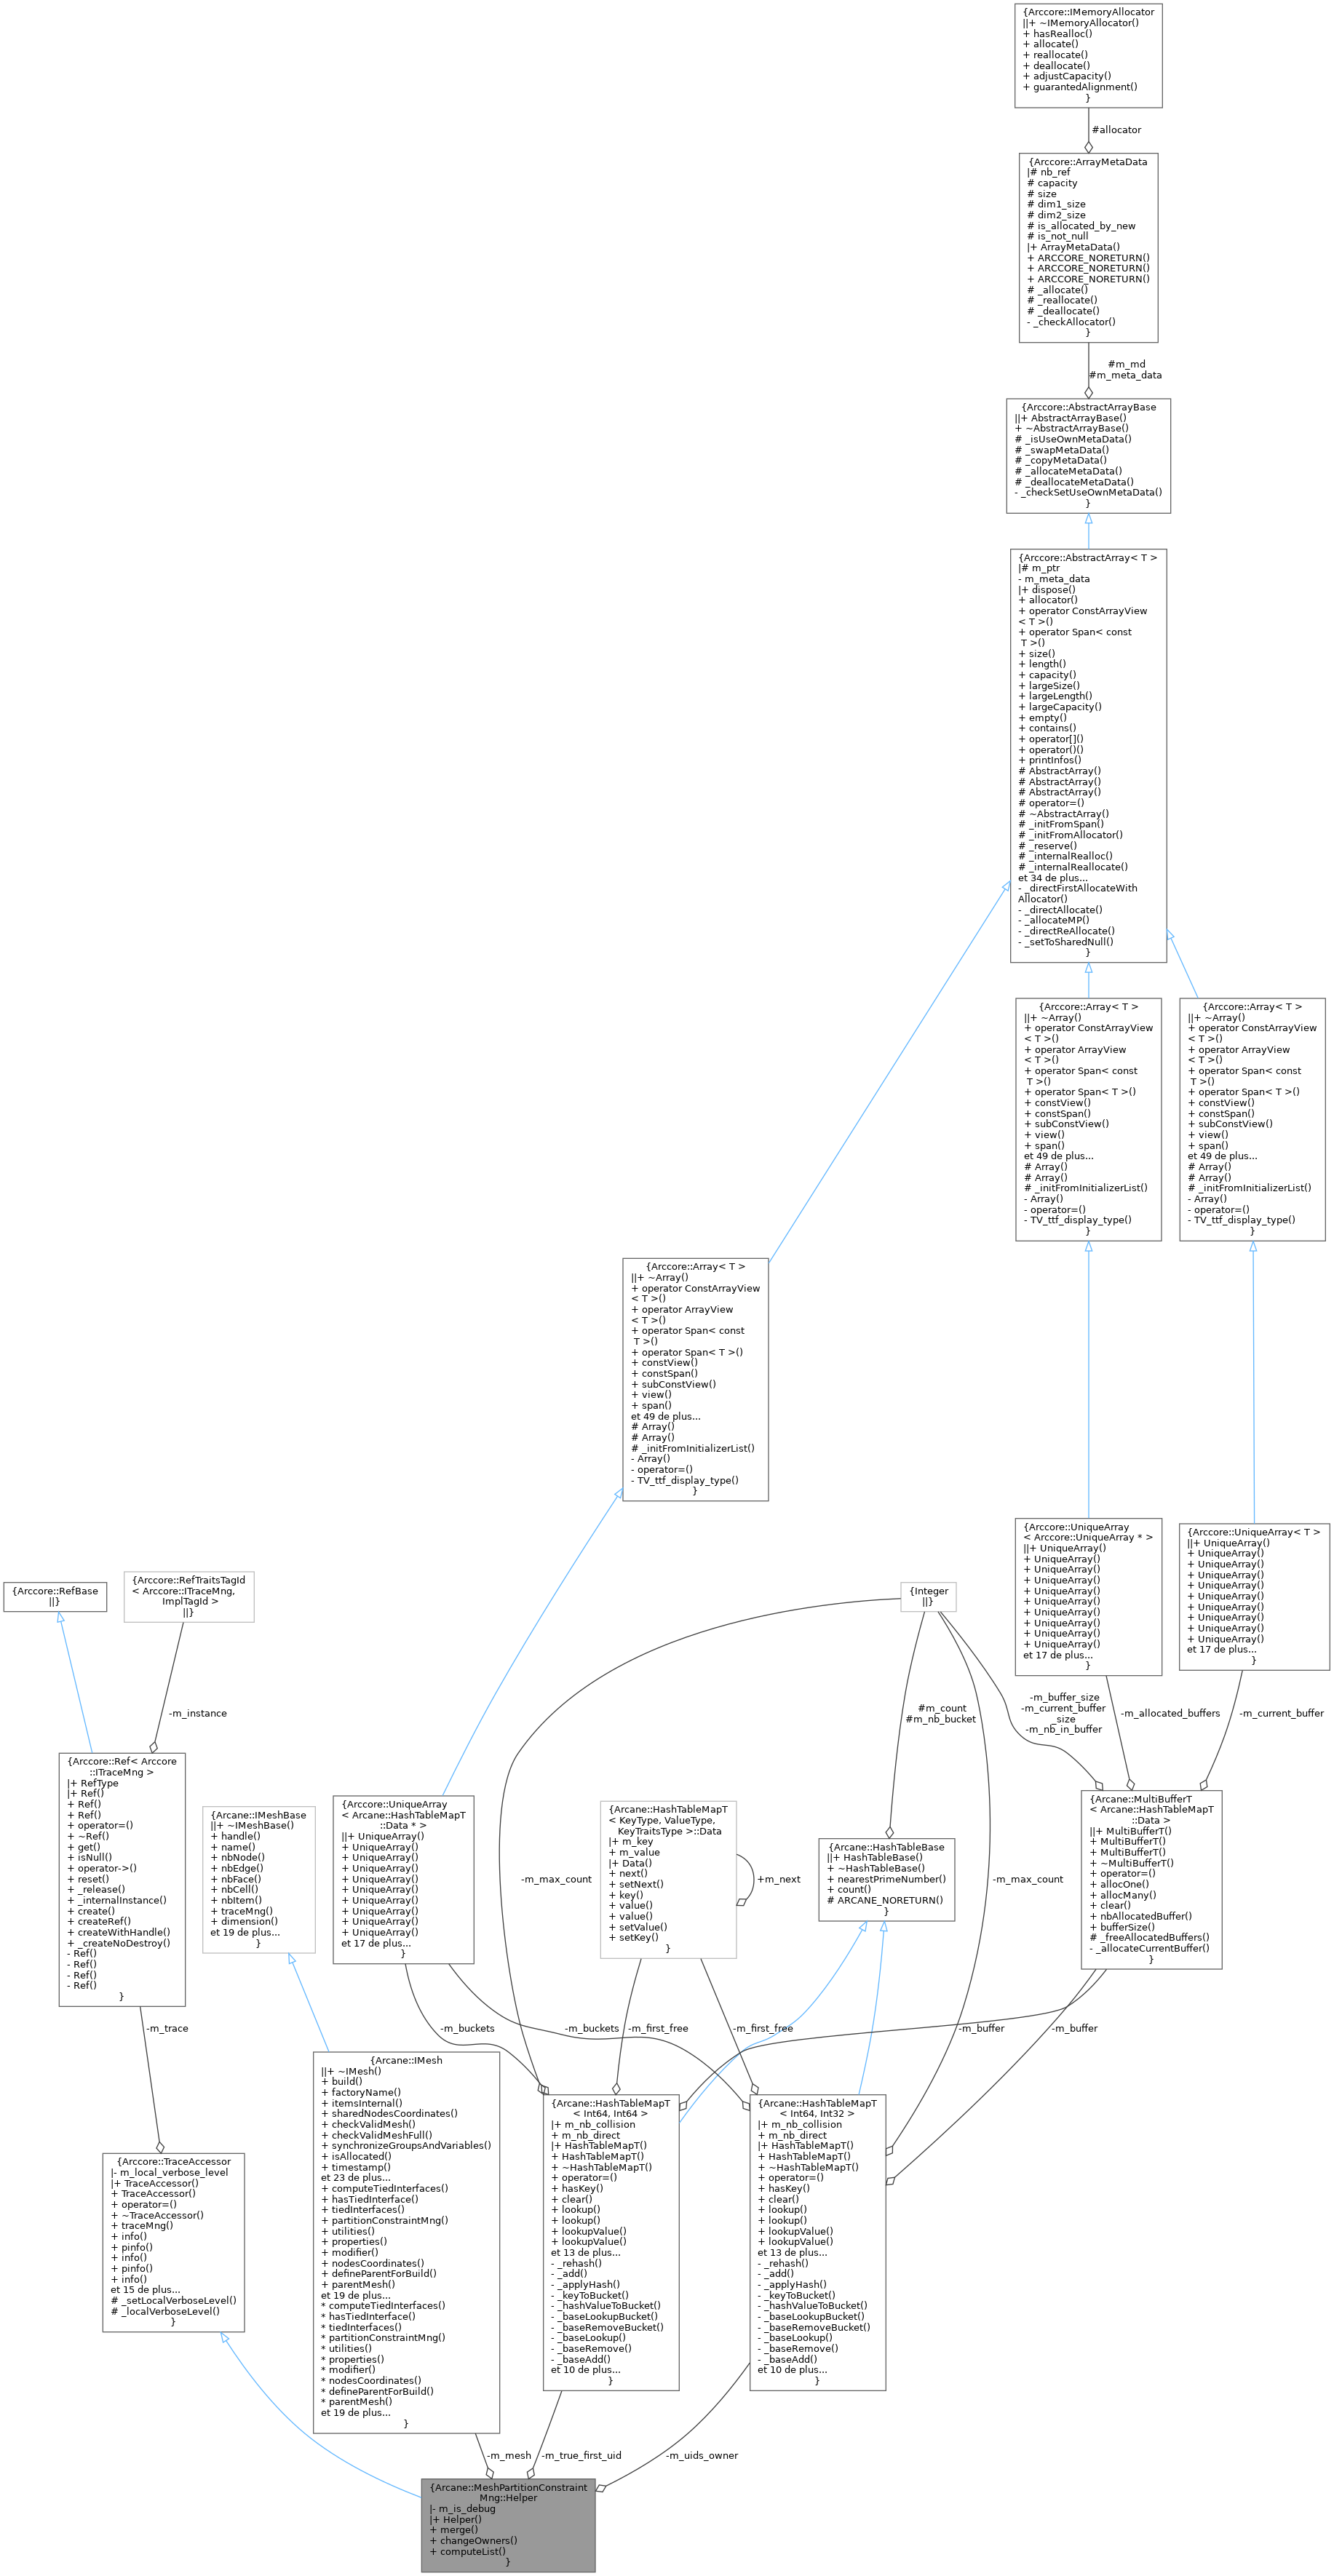 {Arccore::IMemoryAllocator
||+ ~IMemoryAllocator()
+ hasRealloc()
+ allocate()
+ reallocate()
+ deallocate()
+ adjustCapacity()
+ guarantedAlignment()
}
#allocator
{Arccore::ArrayMetaData
|# nb_ref
# capacity
# size
# dim1_size
# dim2_size
# is_allocated_by_new
# is_not_null
|+ ArrayMetaData()
+ ARCCORE_NORETURN()
+ ARCCORE_NORETURN()
+ ARCCORE_NORETURN()
# _allocate()
# _reallocate()
# _deallocate()
- _checkAllocator()
}
#m_md
#m_meta_data
{Arccore::AbstractArrayBase
||+ AbstractArrayBase()
+ ~AbstractArrayBase()
# _isUseOwnMetaData()
# _swapMetaData()
# _copyMetaData()
# _allocateMetaData()
# _deallocateMetaData()
- _checkSetUseOwnMetaData()
}
{Arccore::AbstractArray< T >
|# m_ptr
- m_meta_data
|+ dispose()
+ allocator()
+ operator ConstArrayView
< T >()
+ operator Span< const
T >()
+ size()
+ length()
+ capacity()
+ largeSize()
+ largeLength()
+ largeCapacity()
+ empty()
+ contains()
+ operator[]()
+ operator()()
+ printInfos()
# AbstractArray()
# AbstractArray()
# AbstractArray()
# operator=()
# ~AbstractArray()
# _initFromSpan()
# _initFromAllocator()
# _reserve()
# _internalRealloc()
# _internalReallocate()
et 34 de plus...
- _directFirstAllocateWith
Allocator()
- _directAllocate()
- _allocateMP()
- _directReAllocate()
- _setToSharedNull()
}
{Arccore::Array< T >
||+ ~Array()
+ operator ConstArrayView
< T >()
+ operator ArrayView
< T >()
+ operator Span< const
T >()
+ operator Span< T >()
+ constView()
+ constSpan()
+ subConstView()
+ view()
+ span()
et 49 de plus...
# Array()
# Array()
# _initFromInitializerList()
- Array()
- operator=()
- TV_ttf_display_type()
}
{Arccore::Array< T >
||+ ~Array()
+ operator ConstArrayView
< T >()
+ operator ArrayView
< T >()
+ operator Span< const
T >()
+ operator Span< T >()
+ constView()
+ constSpan()
+ subConstView()
+ view()
+ span()
et 49 de plus...
# Array()
# Array()
# _initFromInitializerList()
- Array()
- operator=()
- TV_ttf_display_type()
}
{Arccore::Array< T >
||+ ~Array()
+ operator ConstArrayView
< T >()
+ operator ArrayView
< T >()
+ operator Span< const
T >()
+ operator Span< T >()
+ constView()
+ constSpan()
+ subConstView()
+ view()
+ span()
et 49 de plus...
# Array()
# Array()
# _initFromInitializerList()
- Array()
- operator=()
- TV_ttf_display_type()
}
{Arccore::UniqueArray
< Arccore::UniqueArray * >
||+ UniqueArray()
+ UniqueArray()
+ UniqueArray()
+ UniqueArray()
+ UniqueArray()
+ UniqueArray()
+ UniqueArray()
+ UniqueArray()
+ UniqueArray()
+ UniqueArray()
et 17 de plus...
}
{Arccore::UniqueArray< T >
||+ UniqueArray()
+ UniqueArray()
+ UniqueArray()
+ UniqueArray()
+ UniqueArray()
+ UniqueArray()
+ UniqueArray()
+ UniqueArray()
+ UniqueArray()
+ UniqueArray()
et 17 de plus...
}
{Arccore::RefBase
||}
{Arccore::RefTraitsTagId
< Arccore::ITraceMng,
ImplTagId >
||}
{Integer
||}
-m_instance
#m_count
#m_nb_bucket
-m_buffer_size
-m_current_buffer
_size
-m_nb_in_buffer
-m_allocated_buffers
-m_current_buffer
{Arccore::Ref< Arccore
::ITraceMng >
|+ RefType
|+ Ref()
+ Ref()
+ Ref()
+ operator=()
+ ~Ref()
+ get()
+ isNull()
+ operator->()
+ reset()
+ _release()
+ _internalInstance()
+ create()
+ createRef()
+ createWithHandle()
+ _createNoDestroy()
- Ref()
- Ref()
- Ref()
- Ref()
}
{Arcane::IMeshBase
||+ ~IMeshBase()
+ handle()
+ name()
+ nbNode()
+ nbEdge()
+ nbFace()
+ nbCell()
+ nbItem()
+ traceMng()
+ dimension()
et 19 de plus...
}
{Arccore::UniqueArray
< Arcane::HashTableMapT
::Data * >
||+ UniqueArray()
+ UniqueArray()
+ UniqueArray()
+ UniqueArray()
+ UniqueArray()
+ UniqueArray()
+ UniqueArray()
+ UniqueArray()
+ UniqueArray()
+ UniqueArray()
et 17 de plus...
}
-m_max_count
{Arcane::HashTableMapT
< KeyType, ValueType,
KeyTraitsType >::Data
|+ m_key
+ m_value
|+ Data()
+ next()
+ setNext()
+ key()
+ value()
+ value()
+ setValue()
+ setKey()
}
+m_next
{Arcane::HashTableBase
||+ HashTableBase()
+ ~HashTableBase()
+ nearestPrimeNumber()
+ count()
# ARCANE_NORETURN()
}
-m_max_count
{Arcane::MultiBufferT
< Arcane::HashTableMapT
::Data >
||+ MultiBufferT()
+ MultiBufferT()
+ MultiBufferT()
+ ~MultiBufferT()
+ operator=()
+ allocOne()
+ allocMany()
+ clear()
+ nbAllocatedBuffer()
+ bufferSize()
# _freeAllocatedBuffers()
- _allocateCurrentBuffer()
}
-m_trace
-m_buckets
-m_buckets
-m_first_free
-m_first_free
-m_buffer
-m_buffer
{Arccore::TraceAccessor
|- m_local_verbose_level
|+ TraceAccessor()
+ TraceAccessor()
+ operator=()
+ ~TraceAccessor()
+ traceMng()
+ info()
+ pinfo()
+ info()
+ pinfo()
+ info()
et 15 de plus...
# _setLocalVerboseLevel()
# _localVerboseLevel()
}
{Arcane::IMesh
||+ ~IMesh()
+ build()
+ factoryName()
+ itemsInternal()
+ sharedNodesCoordinates()
+ checkValidMesh()
+ checkValidMeshFull()
+ synchronizeGroupsAndVariables()
+ isAllocated()
+ timestamp()
et 23 de plus...
+ computeTiedInterfaces()
+ hasTiedInterface()
+ tiedInterfaces()
+ partitionConstraintMng()
+ utilities()
+ properties()
+ modifier()
+ nodesCoordinates()
+ defineParentForBuild()
+ parentMesh()
et 19 de plus...
* computeTiedInterfaces()
* hasTiedInterface()
* tiedInterfaces()
* partitionConstraintMng()
* utilities()
* properties()
* modifier()
* nodesCoordinates()
* defineParentForBuild()
* parentMesh()
et 19 de plus...
}
{Arcane::HashTableMapT
< Int64, Int64 >
|+ m_nb_collision
+ m_nb_direct
|+ HashTableMapT()
+ HashTableMapT()
+ ~HashTableMapT()
+ operator=()
+ hasKey()
+ clear()
+ lookup()
+ lookup()
+ lookupValue()
+ lookupValue()
et 13 de plus...
- _rehash()
- _add()
- _applyHash()
- _keyToBucket()
- _hashValueToBucket()
- _baseLookupBucket()
- _baseRemoveBucket()
- _baseLookup()
- _baseRemove()
- _baseAdd()
et 10 de plus...
}
{Arcane::HashTableMapT
< Int64, Int32 >
|+ m_nb_collision
+ m_nb_direct
|+ HashTableMapT()
+ HashTableMapT()
+ ~HashTableMapT()
+ operator=()
+ hasKey()
+ clear()
+ lookup()
+ lookup()
+ lookupValue()
+ lookupValue()
et 13 de plus...
- _rehash()
- _add()
- _applyHash()
- _keyToBucket()
- _hashValueToBucket()
- _baseLookupBucket()
- _baseRemoveBucket()
- _baseLookup()
- _baseRemove()
- _baseAdd()
et 10 de plus...
}
-m_mesh
-m_true_first_uid
-m_uids_owner
{Arcane::MeshPartitionConstraint
Mng::Helper
|- m_is_debug
|+ Helper()
+ merge()
+ changeOwners()
+ computeList()
}